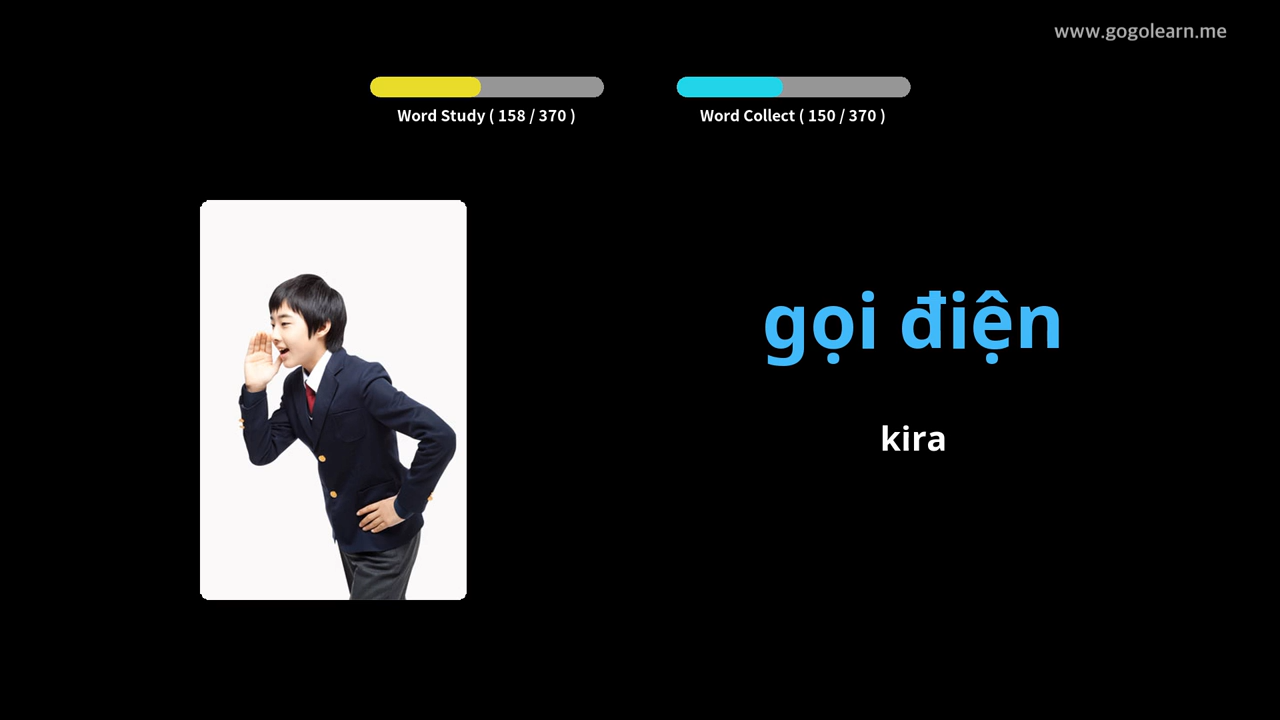 www.gogolearn.me
Word Study ( 158 / 370 )
Word Collect ( 150 / 370 )
gọi điện
kira